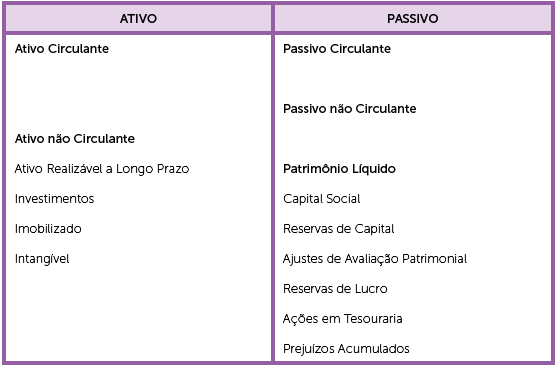 ATIVO
PASSIVO
Ativo Circulante
Ativo não Circulante
Ativo Realizável a Longo Prazo
Investimentos
Imobilizado
Intangível
Passivo Circulante
Passivo não Circulante
Patrimônio Líquido
Capital Social
Reservas de Capital
Ajustes de Avaliação Patrimonial
Reservas de Lucro
Ações em Tesouraria
Prejuízos Acumulados